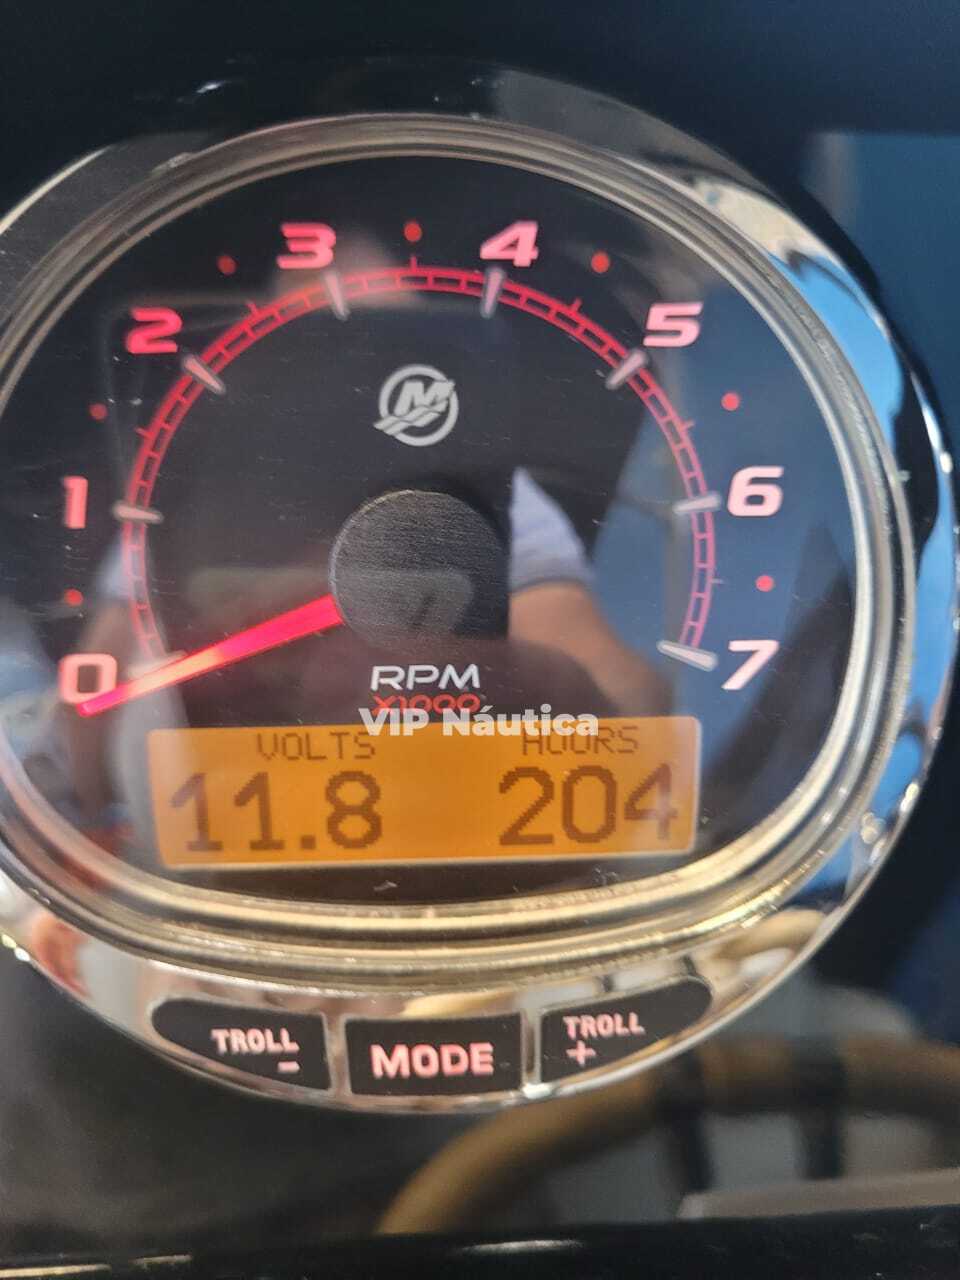 0 1 2 3 4 5 6 7
RPM
X1000
VIP Náutica
VOLTS HOURS
11.8 204
TROLL - MODE TROLL +